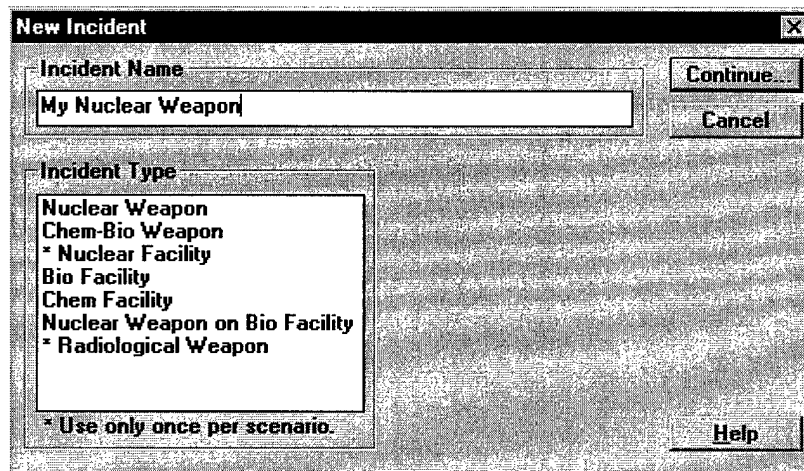 New Incident
Incident Name
My Nuclear Weapon
Continue...
Cancel
Incident Type
Nuclear Weapon
Chem-Bio Weapon
* Nuclear Facility
Bio Facility
Chem Facility
Nuclear Weapon on Bio Facility
* Radiological Weapon
* Use only once per scenario.
Help